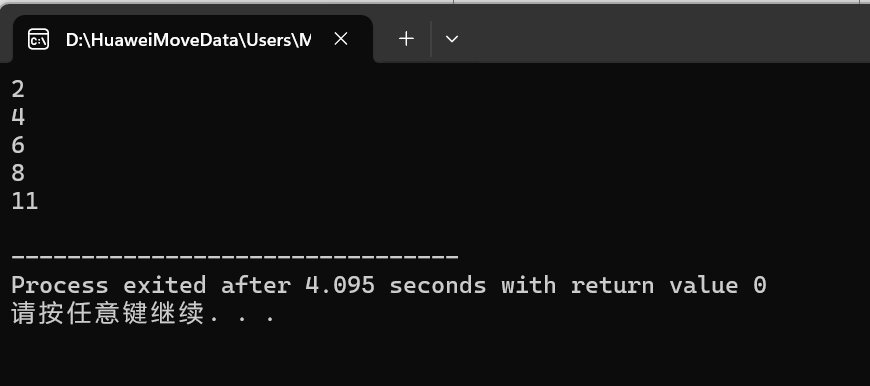 D:\HuaweiMoveData\Users\M
2
4
6
8
11
--------------------------------
Process exited after 4.095 seconds with return value 0
请按任意键继续. . .